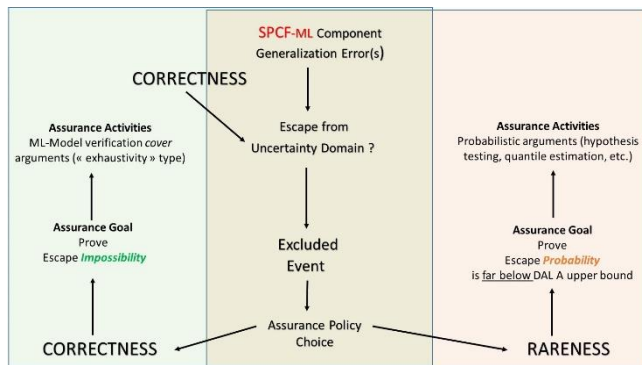 SPCF-ML Component
Generalization Error(s)
CORRECTNESS
Escape from
Uncertainty Domain ?
Excluded
Event
Assurance Policy
Choice
Assurance Activities
ML-Model verification cover
arguments (« exhaustivity » type)
Assurance Goal
Prove
Escape Impossibility
CORRECTNESS
Assurance Activities
Probabilistic arguments (hypothesis
testing, quantile estimation, etc.)
Assurance Goal
Prove
Escape Probability
is far below DAL A upper bound
RARENESS